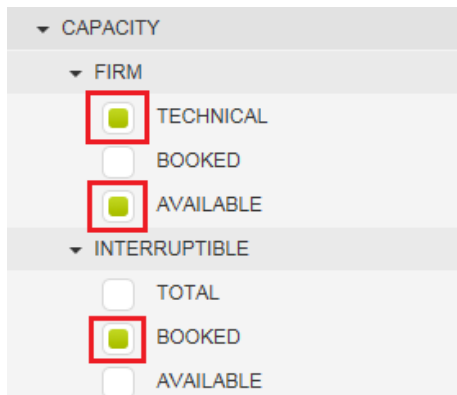 CAPACITY
FIRM
TECHNICAL
BOOKED
AVAILABLE
INTERRUPTIBLE
TOTAL
BOOKED
AVAILABLE